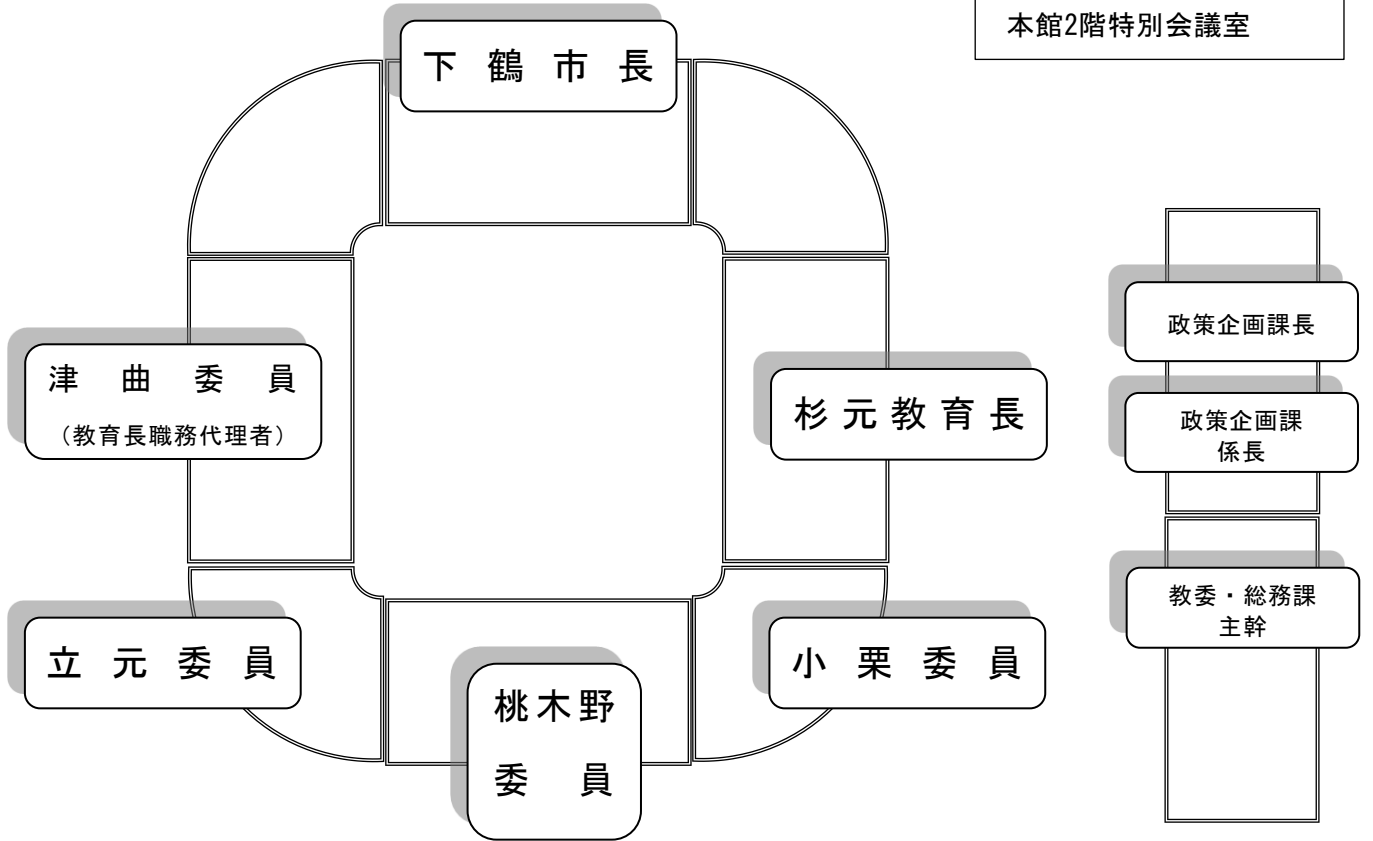 本館2階特別会議室
下鶴市長
政策企画課長
津曲委員
（教育長職務代理者）
杉元教育長
政策企画課
係長
教委・総務課
主幹
立元委員
小栗委員
桃木野
委員